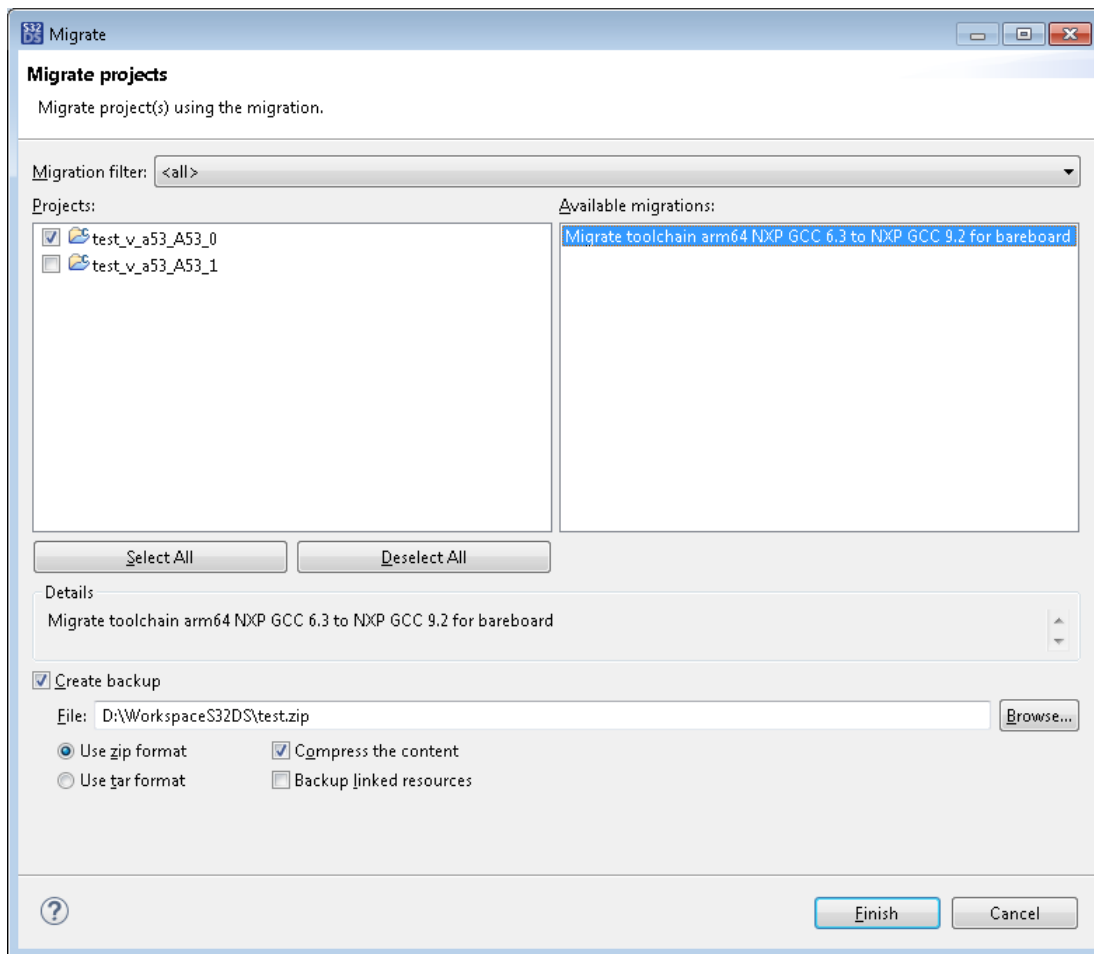 S32 DS Migrate
Migrate projects
Migrate project(s) using the migration.
Migration filter: <all>
Projects:
Available migrations:
test_v_a53_A53_0
test_v_a53_A53_1
Migrate toolchain arm64 NXP GCC 6.3 to NXP GCC 9.2 for bareboard
Select All
Deselect All
Details
Migrate toolchain arm64 NXP GCC 6.3 to NXP GCC 9.2 for bareboard
Create backup
File: D:\WorkspaceS32DS\test.zip
Browse...
Use zip format
Compress the content
Use tar format
Backup linked resources
?
Finish
Cancel